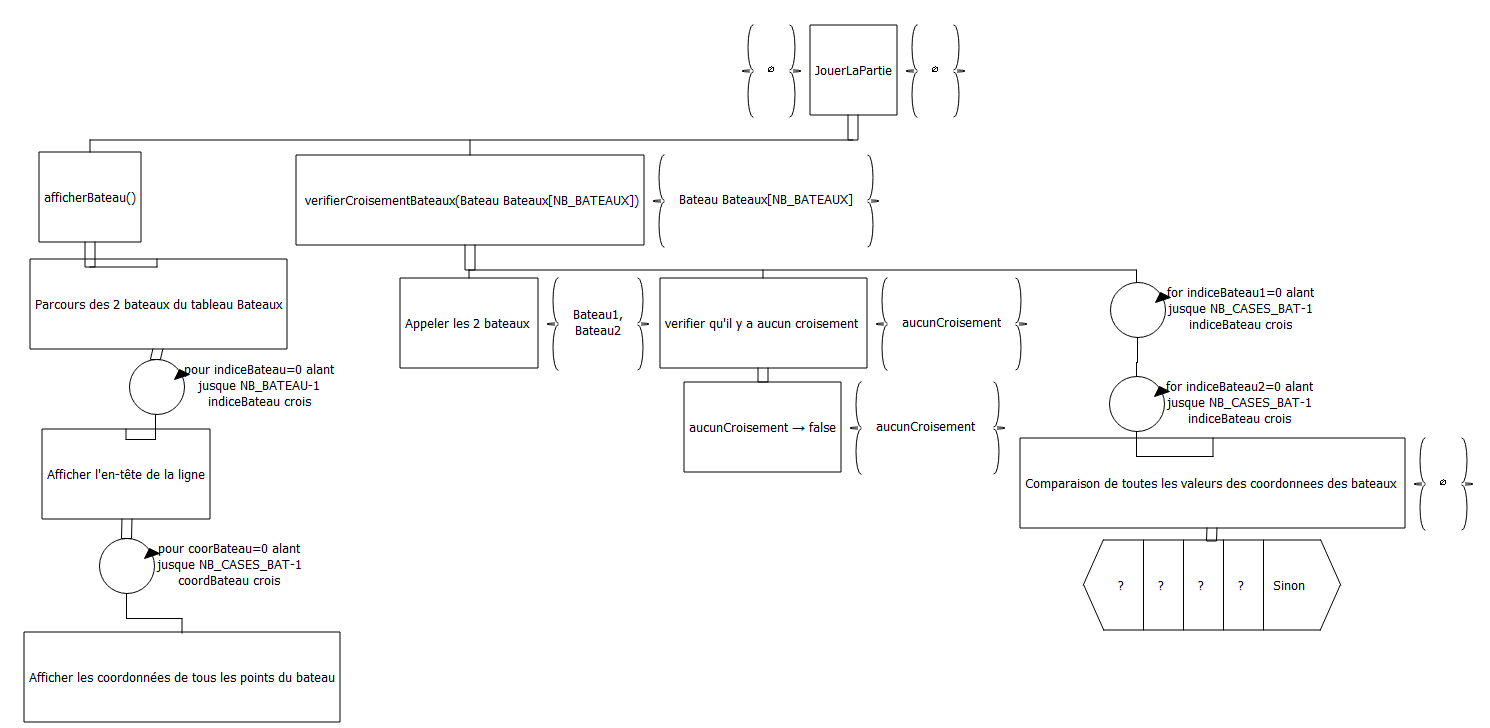 ∅
JouerLaPartie
∅
afficherBateau()
verifierCroisementBateaux(Bateau Bateaux[NB_BATEAUX])
Bateau Bateaux[NB_BATEAUX]
Parcours des 2 bateaux du tableau Bateaux
Appeler les 2 bateaux
Bateau1,
Bateau2
verifier qu'il y a aucun croisement
aucunCroisement
for indiceBateau1=0 alant
jusque NB_CASES_BAT-1
indiceBateau crois
pour indiceBateau=0 alant
jusque NB_BATEAU-1
indiceBateau crois
aucunCroisement → false
aucunCroisement
for indiceBateau2=0 alant
jusque NB_CASES_BAT-1
indiceBateau crois
Afficher l'en-tête de la ligne
Comparaison de toutes les valeurs des coordonnees des bateaux
∅
pour coorBateau=0 alant
jusque NB_CASES_BAT-1
coordBateau crois
? ? ? ? Sinon
Afficher les coordonnées de tous les points du bateau